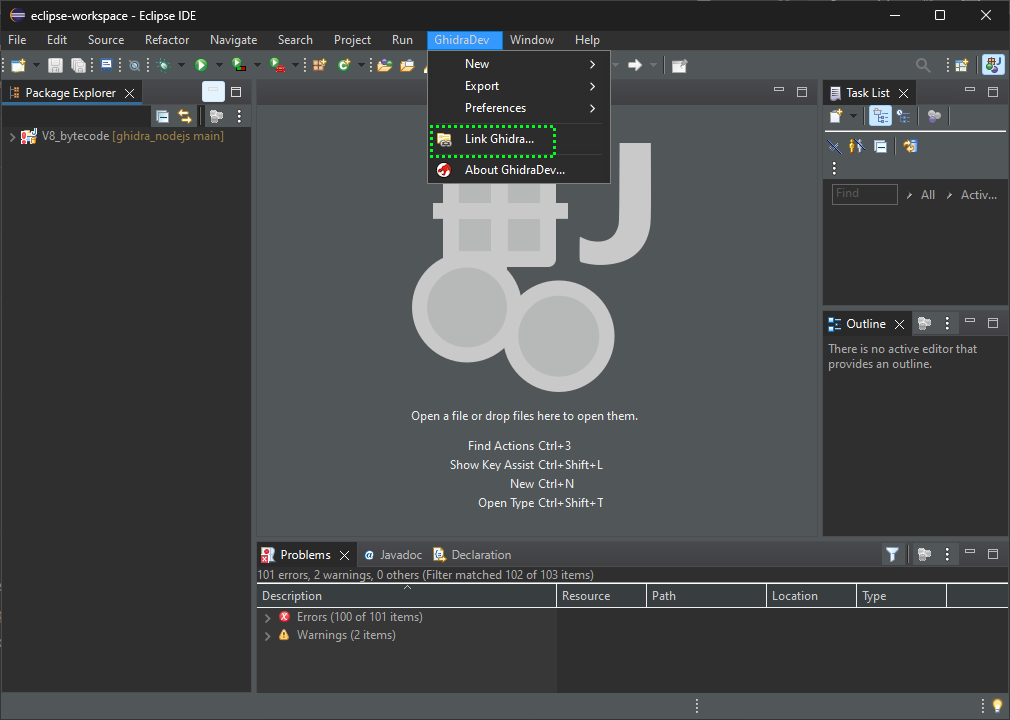 eclipse-workspace - Eclipse IDE
File Edit Source Refactor Navigate Search Project Run GhidraDev Window Help
New
Export
Preferences
Link Ghidra...
About GhidraDev...
Package Explorer
V8_bytecode [ghidra_nodejs main]
J
Open a file or drop files here to open them.
Find Actions Ctrl+3
Show Key Assist Ctrl+Shift+L
New Ctrl+N
Open Type Ctrl+Shift+T
Task List
Find All Activ...
Outline
There is no active editor that
provides an outline.
Problems Javadoc Declaration
101 errors, 2 warnings, 0 others (Filter matched 102 of 103 items)
Description Resource Path Location Type
Errors (100 of 101 items)
Warnings (2 items)